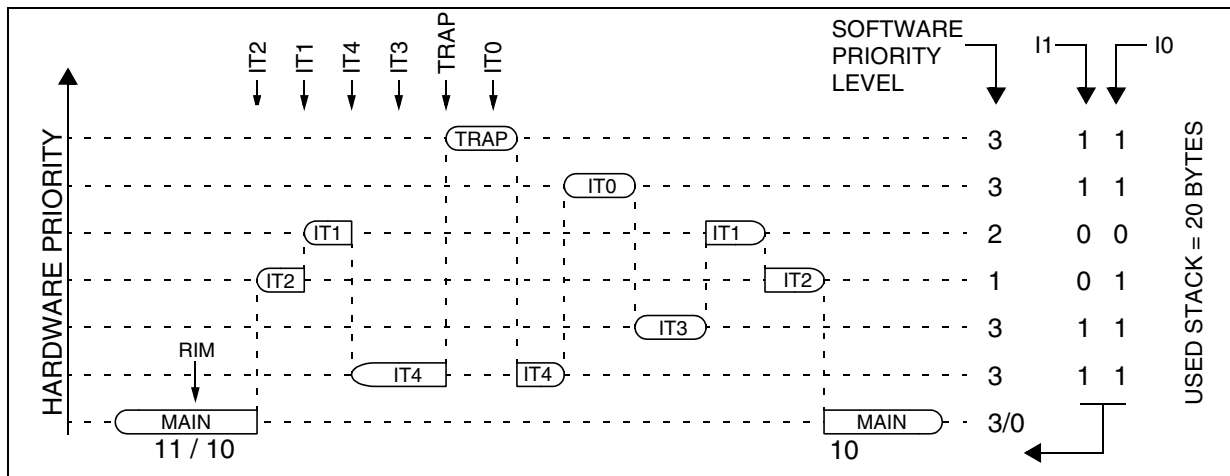 IT2
IT1
IT4
IT3
TRAP
IT0
SOFTWARE
PRIORITY
LEVEL
I1
I0
HARDWARE PRIORITY
TRAP
3
1 1
IT0
3
1 1
IT1
IT1
2
0 0
IT2
IT2
1
0 1
IT3
3
1 1
RIM
IT4
IT4
3
1 1
MAIN
MAIN
3/0
11 / 10
10
USED STACK = 20 BYTES